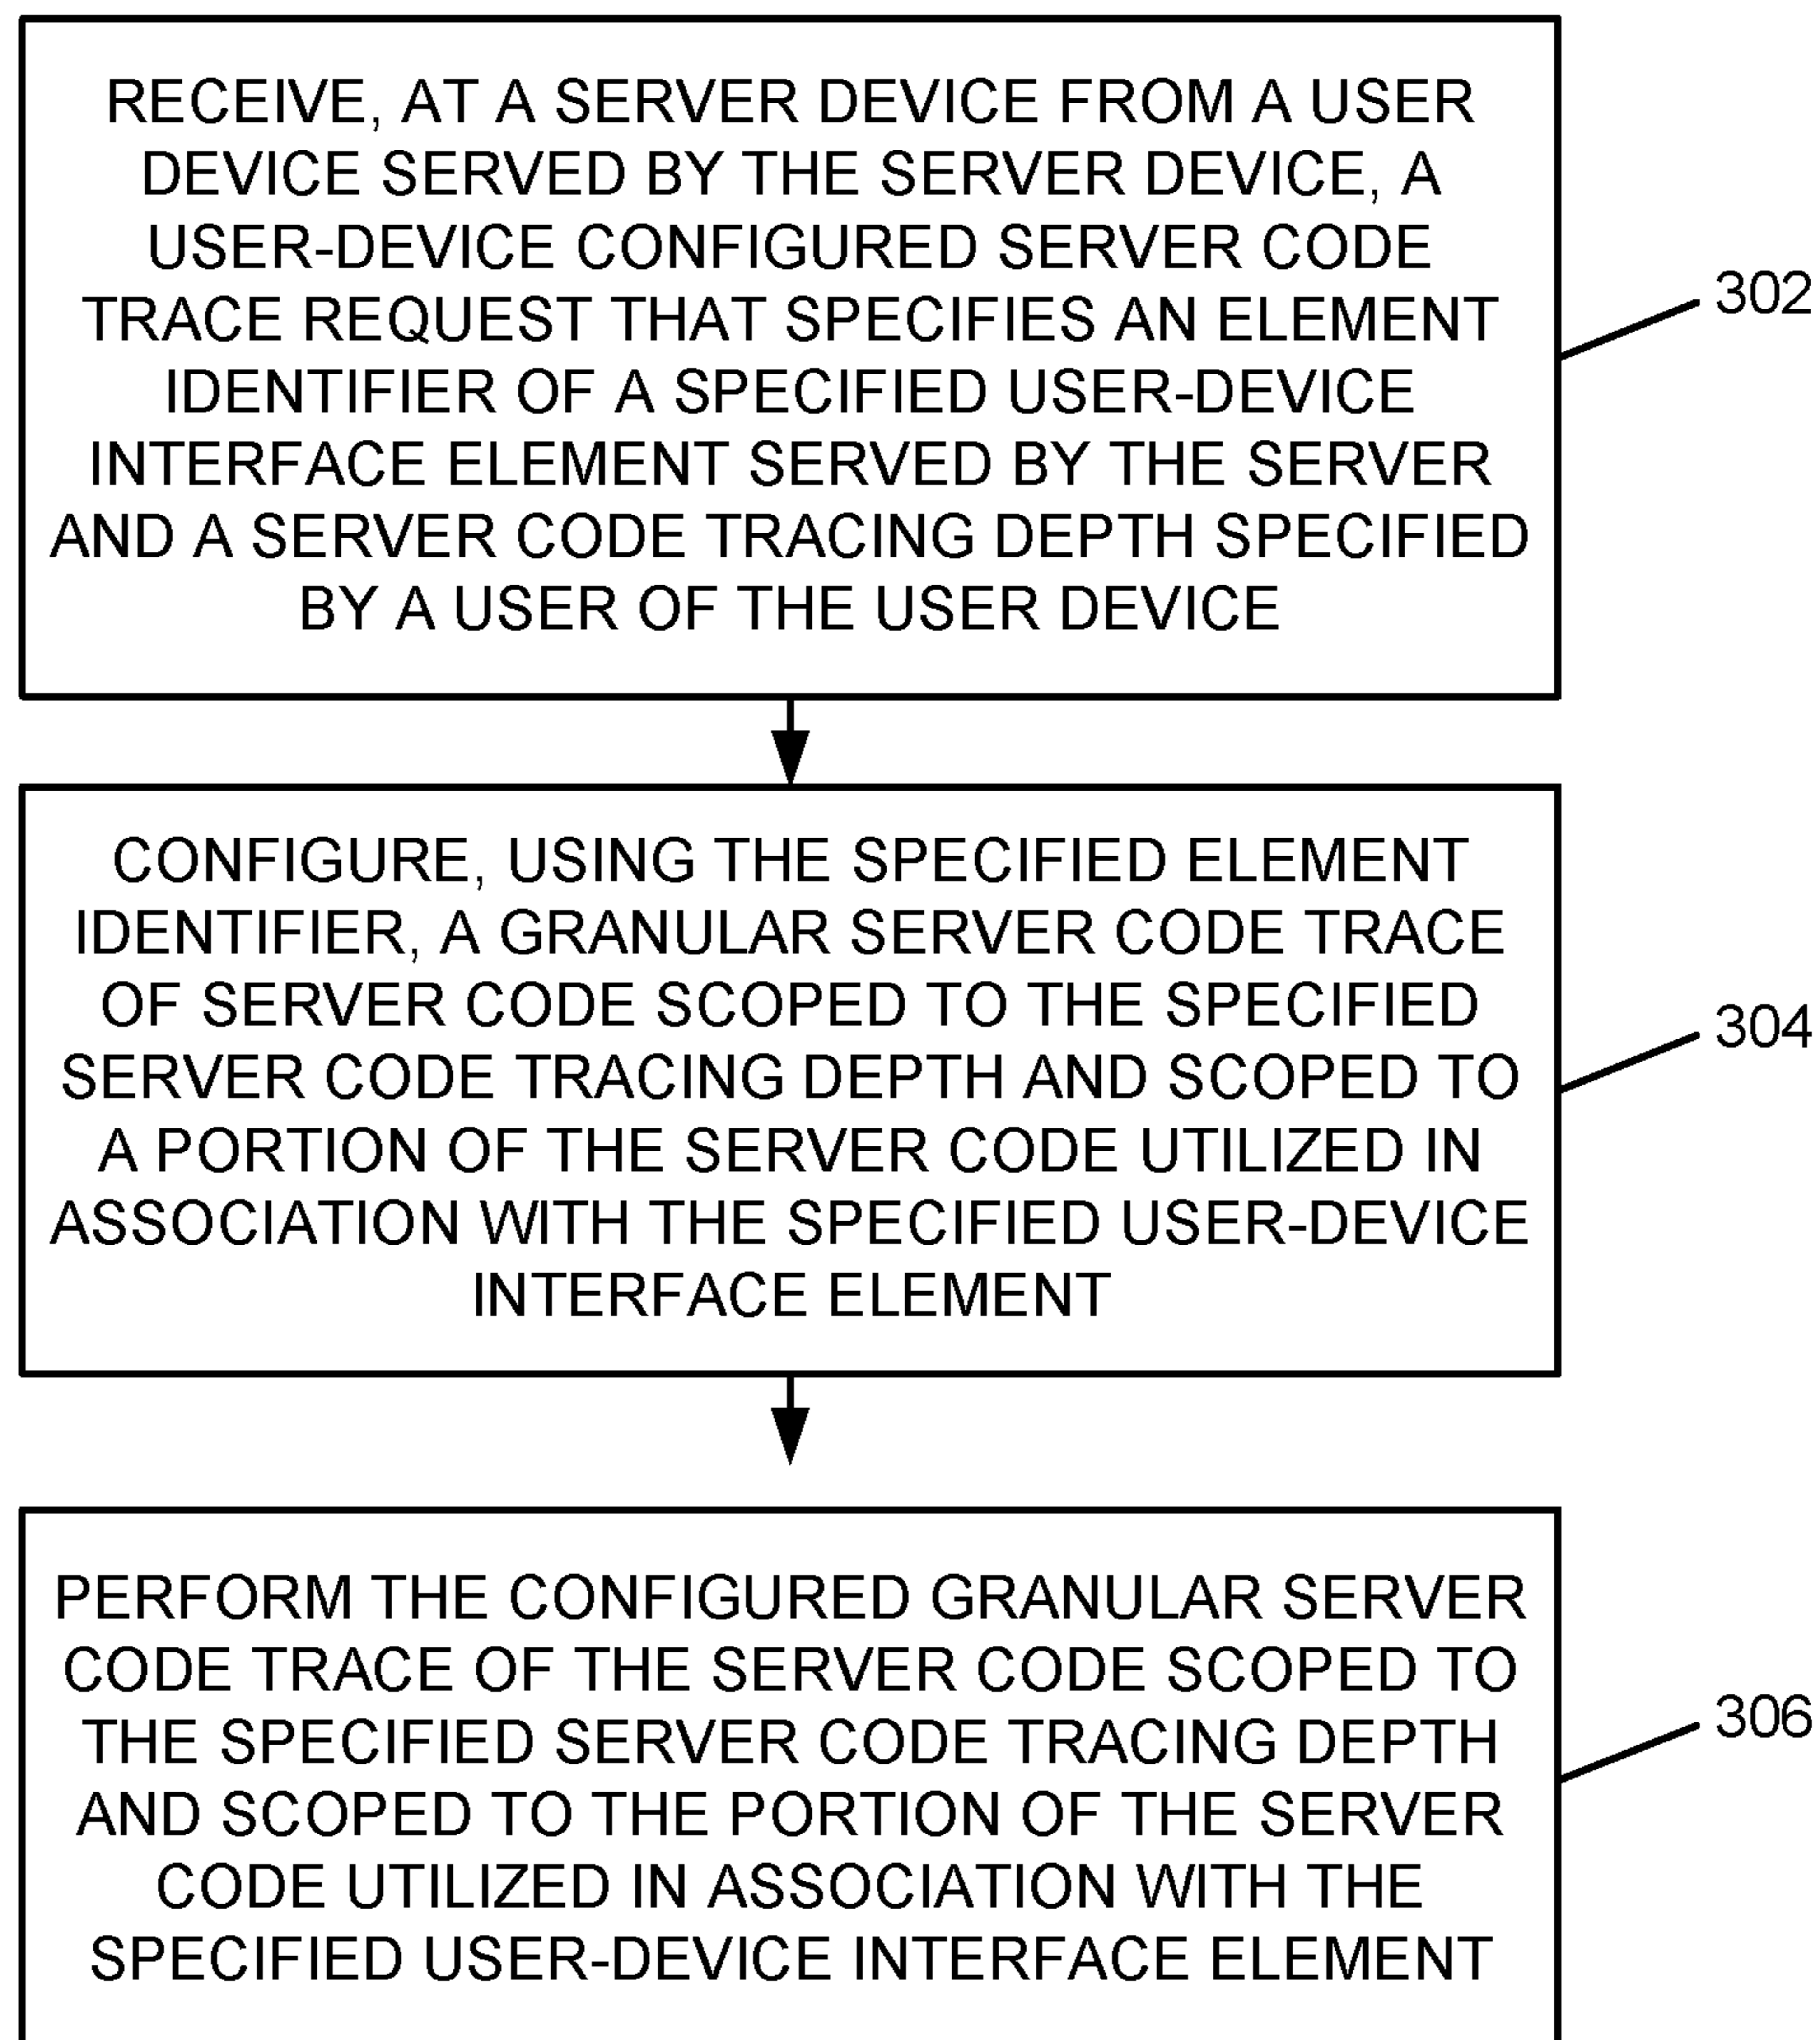 RECEIVE, AT A SERVER DEVICE FROM A USER
DEVICE SERVED BY THE SERVER DEVICE, A
USER-DEVICE CONFIGURED SERVER CODE
TRACE REQUEST THAT SPECIFIES AN ELEMENT
IDENTIFIER OF A SPECIFIED USER-DEVICE
INTERFACE ELEMENT SERVED BY THE SERVER
AND A SERVER CODE TRACING DEPTH SPECIFIED
BY A USER OF THE USER DEVICE
302
CONFIGURE, USING THE SPECIFIED ELEMENT
IDENTIFIER, A GRANULAR SERVER CODE TRACE
OF SERVER CODE SCOPED TO THE SPECIFIED
SERVER CODE TRACING DEPTH AND SCOPED TO
A PORTION OF THE SERVER CODE UTILIZED IN
ASSOCIATION WITH THE SPECIFIED USER-DEVICE
INTERFACE ELEMENT
304
PERFORM THE CONFIGURED GRANULAR SERVER
CODE TRACE OF THE SERVER CODE SCOPED TO
THE SPECIFIED SERVER CODE TRACING DEPTH
AND SCOPED TO THE PORTION OF THE SERVER
CODE UTILIZED IN ASSOCIATION WITH THE
SPECIFIED USER-DEVICE INTERFACE ELEMENT
306